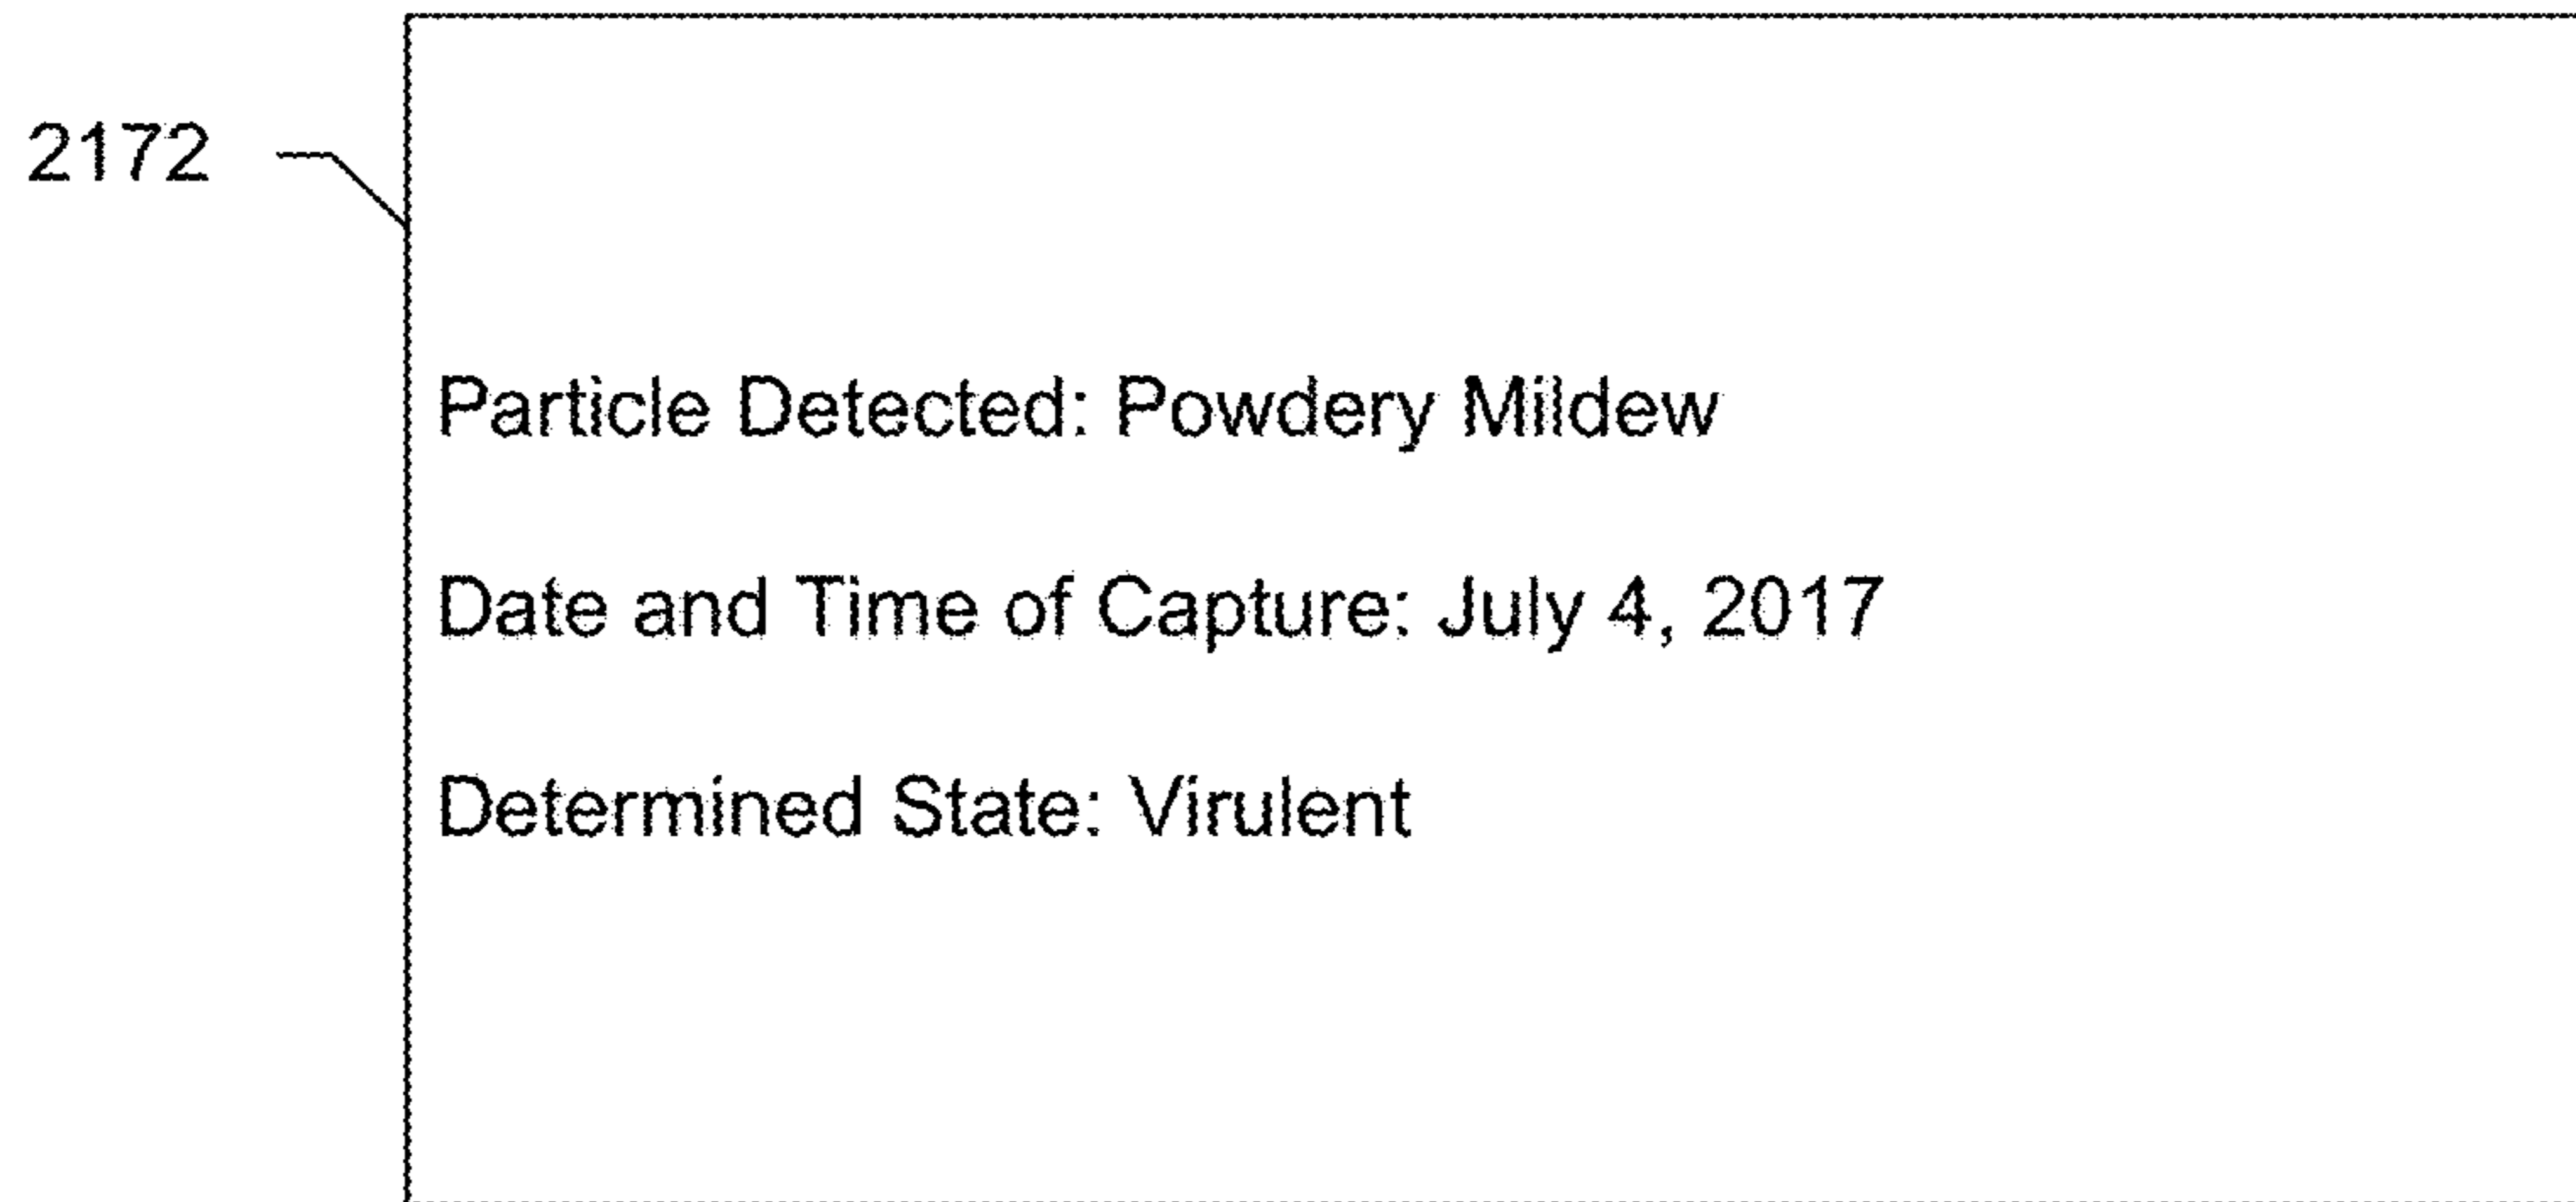 2172
Particle Detected: Powdery Mildew
Date and Time of Capture: July 4, 2017
Determined State: Virulent